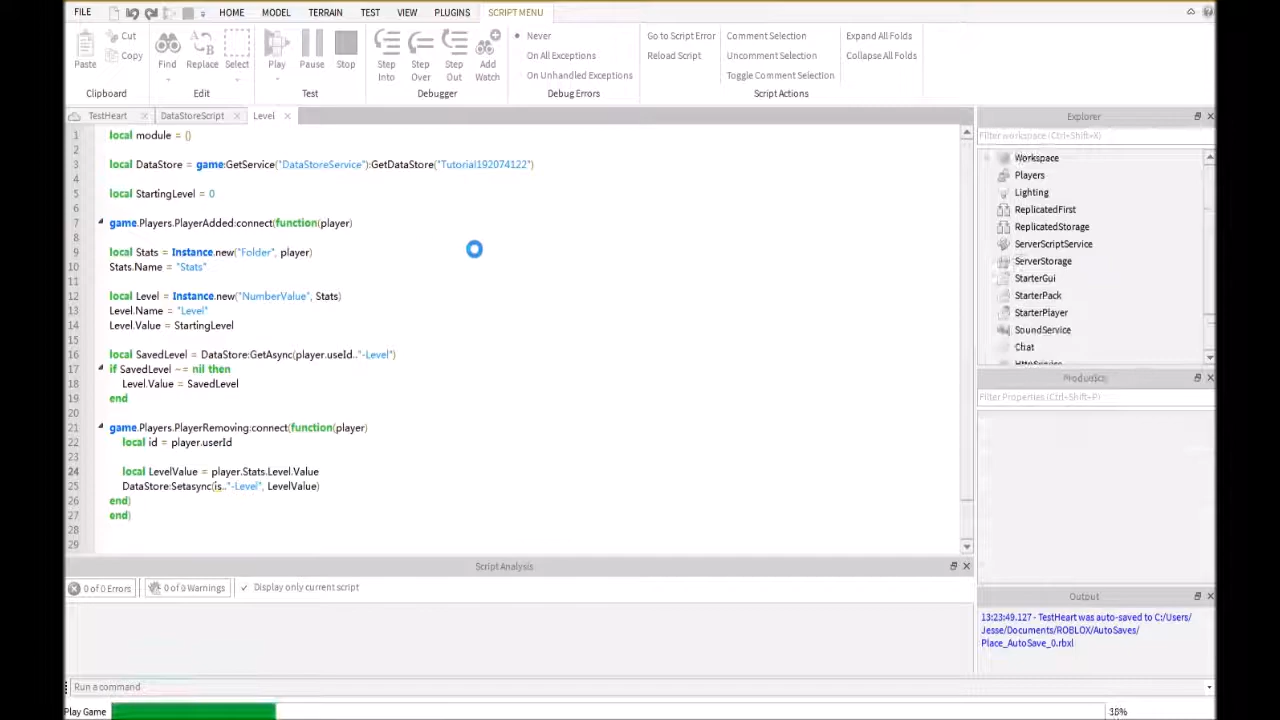 FILE HOME MODEL TERRAIN TEST VIEW PLUGINS SCRIPT MENU
Cut
Copy
Paste
Clipboard
Find Replace Select
Edit
Play Pause Stop
Test
Step Into
Step Over
Step Out
Add Watch
Debugger
Never
On All Exceptions
On Unhandled Exceptions
Debug Errors
Go to Script Error
Reload Script
Comment Selection
Uncomment Selection
Toggle Comment Selection
Script Actions
Expand All Folds
Collapse All Folds
TestHeart DataStoreScript Level
1 local module = {}
2
3 local DataStore = game:GetService("DataStoreService"):GetDataStore("Tutorial192074122")
4
5 local StartingLevel = 0
6
7 game.Players.PlayerAdded:connect(function(player)
8
9 local Stats = Instance.new("Folder", player)
10 Stats.Name = "Stats"
11
12 local Level = Instance.new("NumberValue", Stats)
13 Level.Name = "Level"
14 Level.Value = StartingLevel
15
16 local SavedLevel = DataStore:GetAsync(player.useId.."-Level")
17 if SavedLevel ~= nil then
18 Level.Value = SavedLevel
19 end
20
21 game.Players.PlayerRemoving:connect(function(player)
22 local id = player.userId
23
24 local LevelValue = player.Stats.Level.Value
25 DataStore:Setasync(is.."-Level", LevelValue)
26 end)
27 end)
28
29
Explorer
Filter workspace (Ctrl+Shift+X)
Workspace
Players
Lighting
ReplicatedFirst
ReplicatedStorage
ServerScriptService
ServerStorage
StarterGui
StarterPack
StarterPlayer
SoundService
Chat
HttpService
Properties
Filter Properties (Ctrl+Shift+P)
Script Analysis
0 of 0 Errors 0 of 0 Warnings Display only current script
Output
13:23:49.127 - TestHeart was auto-saved to C:/Users/
Jesse/Documents/ROBLOX/AutoSaves/
Place_AutoSave_0.rbxl
Run a command
Play Game 38%